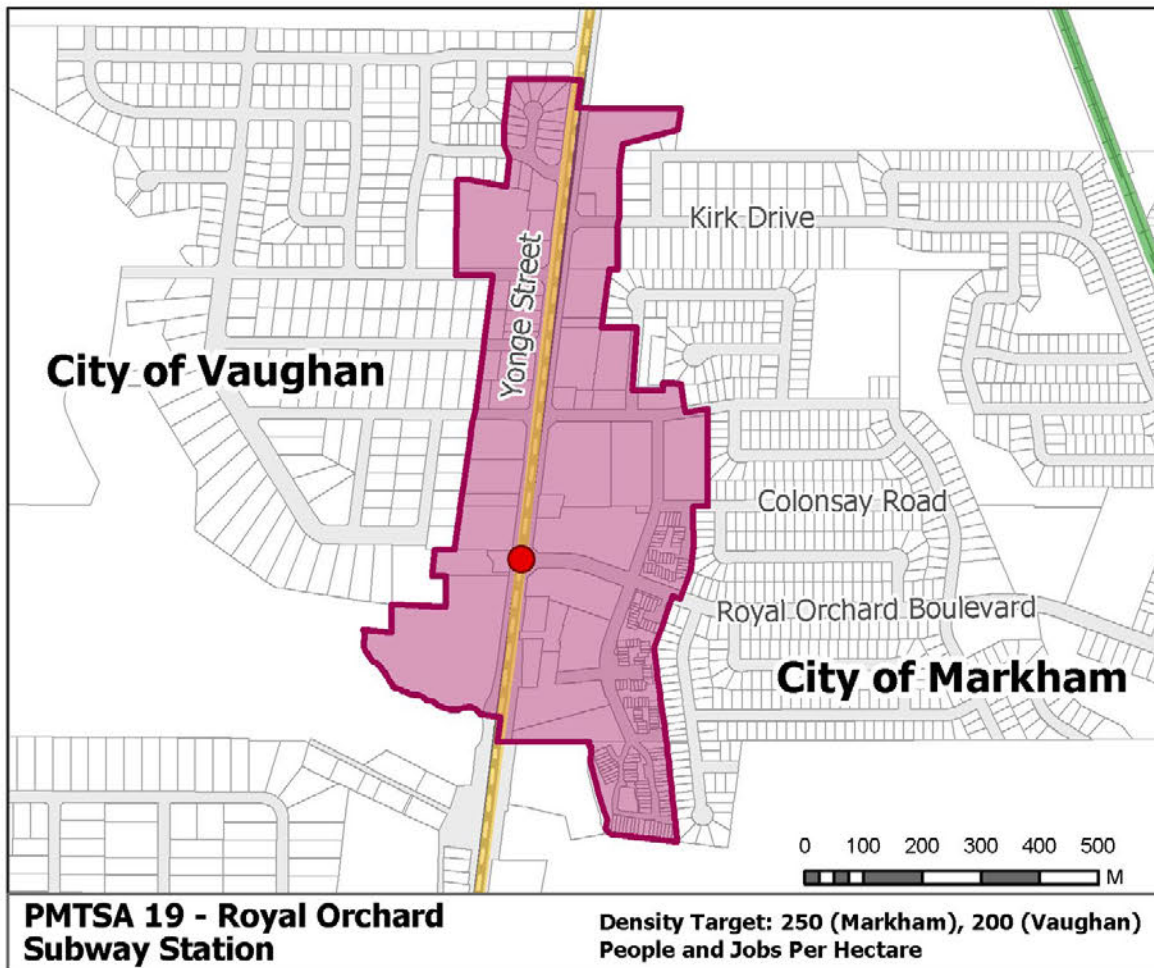 Kirk Drive
Yonge Street
City of Vaughan
Colonsay Road
Royal Orchard Boulevard
City of Markham
0 100 200 300 400 500
M
PMTSA 19 - Royal Orchard
Subway Station
Density Target: 250 (Markham), 200 (Vaughan)
People and Jobs Per Hectare